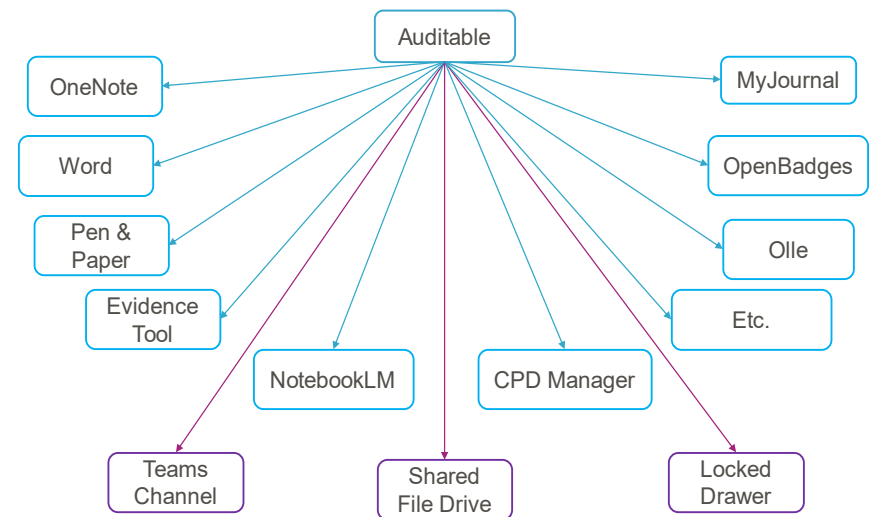 Auditable
OneNote
MyJournal
Word
OpenBadges
Pen &
Paper
Olle
Evidence
Tool
Etc.
NotebookLM
CPD Manager
Teams
Channel
Shared
File Drive
Locked
Drawer